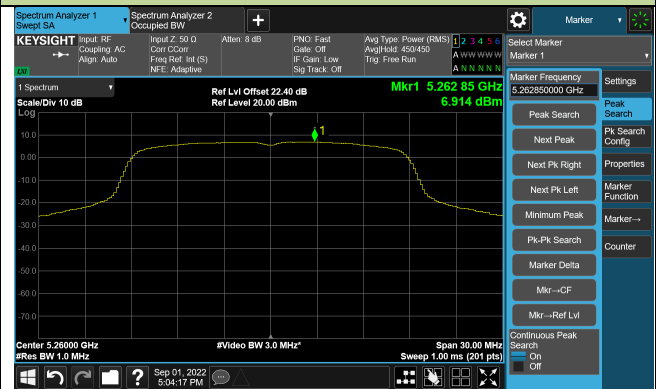 Spectrum Analyzer 1
Swept SA
Spectrum Analyzer 2
Occupied BW
+
Marker
KEYSIGHT
Input: RF
Coupling: AC
Align: Auto
Input Z: 50 Ω
Corr CCorr
Freq Ref: Int (S)
NFE: Adaptive
Atten: 8 dB
PNO: Fast
Gate: Off
IF Gain: Low
Sig Track: Off
Avg Type: Power (RMS)
Avg|Hold: 450/450
Trig: Free Run
1 2 3 4 5 6
A W W W W W
A N N N N N
LXI
Select Marker
Marker 1
1 Spectrum
Scale/Div 10 dB
Ref Lvl Offset 22.40 dB
Ref Level 20.00 dBm
Mkr1 5.262 85 GHz
6.914 dBm
Log
10.0
0.00
-10.0
-20.0
-30.0
-40.0
-50.0
-60.0
-70.0
1
Center 5.26000 GHz
#Res BW 1.0 MHz
#Video BW 3.0 MHz*
Span 30.00 MHz
Sweep 1.00 ms (201 pts)
Marker Frequency
5.262850000 GHz
Peak Search
Next Peak
Next Pk Right
Next Pk Left
Minimum Peak
Pk-Pk Search
Marker Delta
Mkr→CF
Mkr→Ref Lvl
Continuous Peak
Search
On
Off
Settings
Peak
Search
Pk Search
Config
Properties
Marker
Function
Marker→
Counter
?
Sep 01, 2022
5:04:17 PM